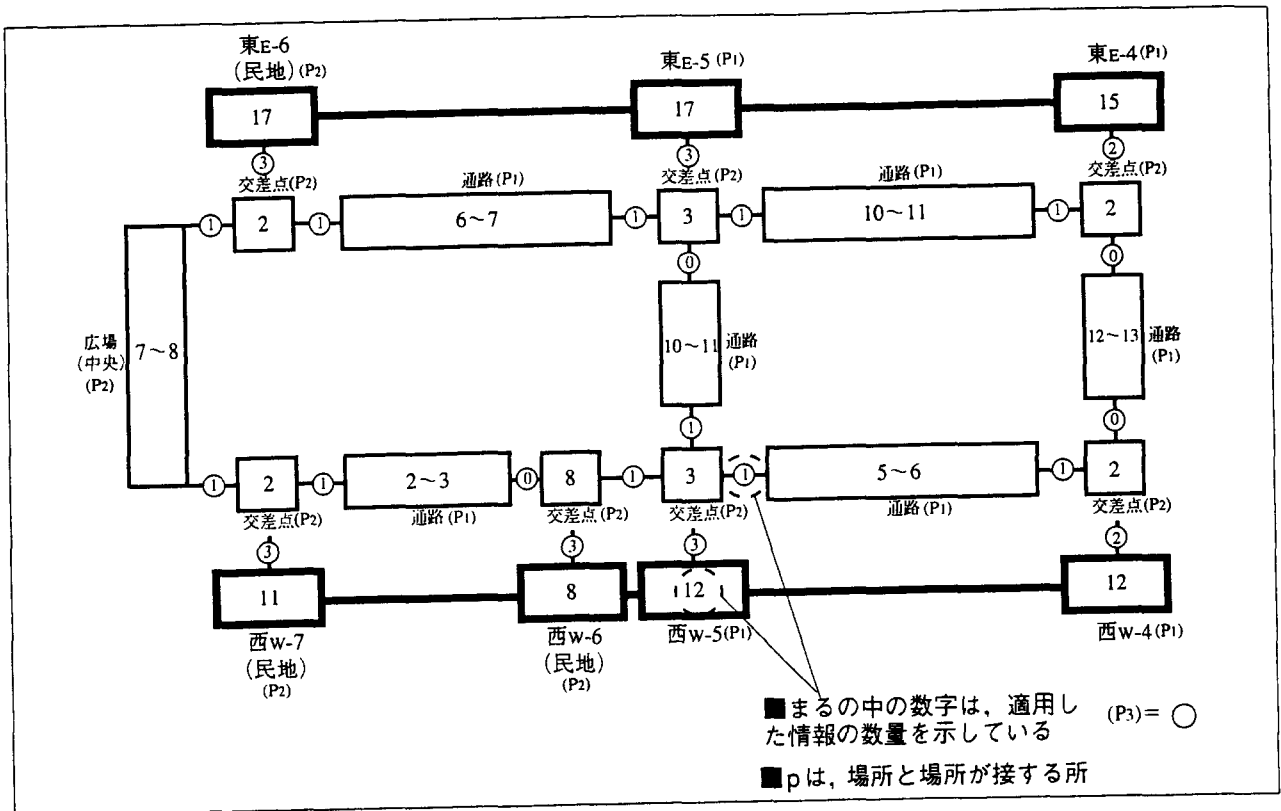 東E-6
(民地)(P2)
東E-5(P1)
東E-4(P1)
17
17
15
③
③
②
交差点(P2)
通路(P1)
交差点(P2)
通路(P1)
交差点(P2)
①
2
①
6～7
①
3
①
10～11
①
2
⓪
⓪
広場
(中央)
(P2)
7～8
10～11
通路
(P1)
12～13
通路
(P1)
①
⓪
①
2
①
2～3
⓪
8
①
3
①
5～6
①
2
交差点(P2)
通路(P1)
交差点(P2)
交差点(P2)
通路(P1)
交差点(P2)
③
③
③
②
11
8
12
12
西W-7
(民地)
(P2)
西W-6
(民地)
(P2)
西W-5(P1)
西W-4(P1)
■まるの中の数字は，適用し
た情報の数量を示している
(P3)=○
■pは，場所と場所が接する所